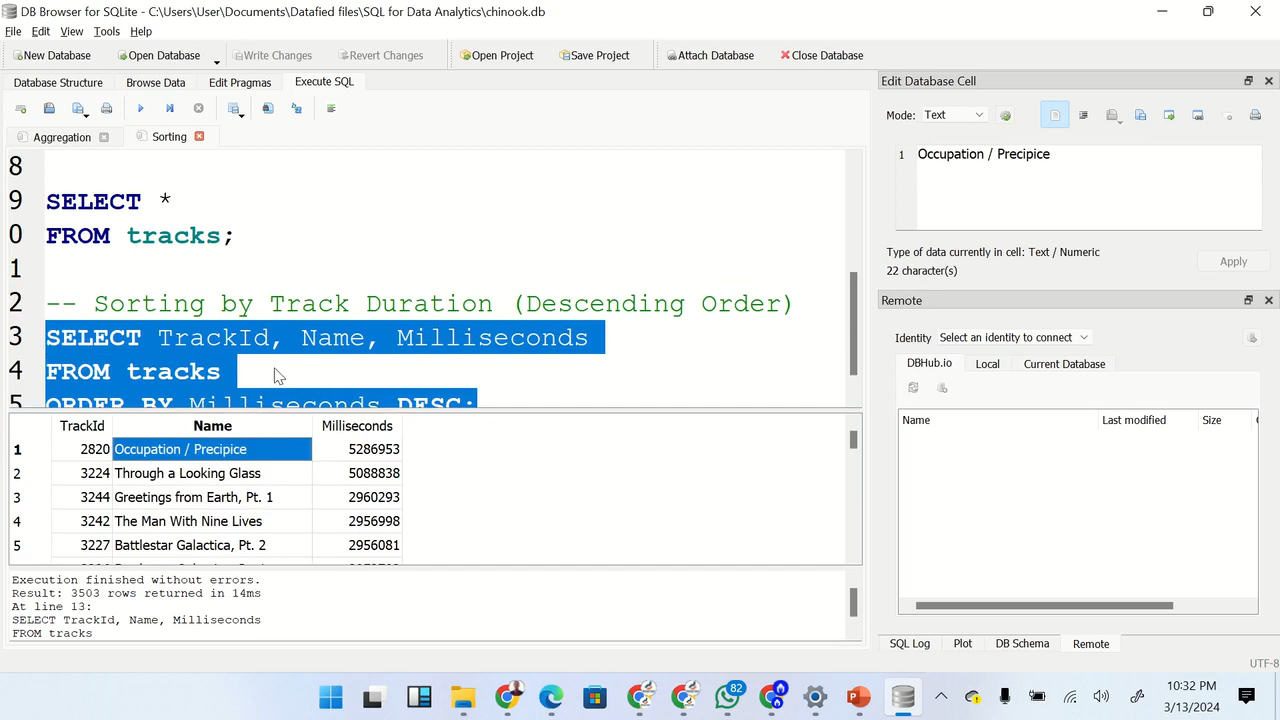 DB Browser for SQLite - C:\Users\User\Documents\Datafied files\SQL for Data Analytics\chinook.db
File Edit View Tools Help
New Database Open Database Write Changes Revert Changes Open Project Save Project Attach Database Close Database
Database Structure Browse Data Edit Pragmas Execute SQL
Aggregation Sorting
8
9 SELECT *
0 FROM tracks;
1
2 -- Sorting by Track Duration (Descending Order)
3 SELECT TrackId, Name, Milliseconds
4 FROM tracks
5 ORDER BY Milliseconds DESC;
TrackId Name Milliseconds
1 2820 Occupation / Precipice 5286953
2 3224 Through a Looking Glass 5088838
3 3244 Greetings from Earth, Pt. 1 2960293
4 3242 The Man With Nine Lives 2956998
5 3227 Battlestar Galactica, Pt. 2 2956081
Execution finished without errors.
Result: 3503 rows returned in 14ms
At line 13:
SELECT TrackId, Name, Milliseconds
FROM tracks
Edit Database Cell
Mode: Text
1 Occupation / Precipice
Type of data currently in cell: Text / Numeric
22 character(s)
Apply
Remote
Identity Select an identity to connect
DBHub.io Local Current Database
Name Last modified Size
SQL Log Plot DB Schema Remote
UTF-8
82
10:32 PM
3/13/2024